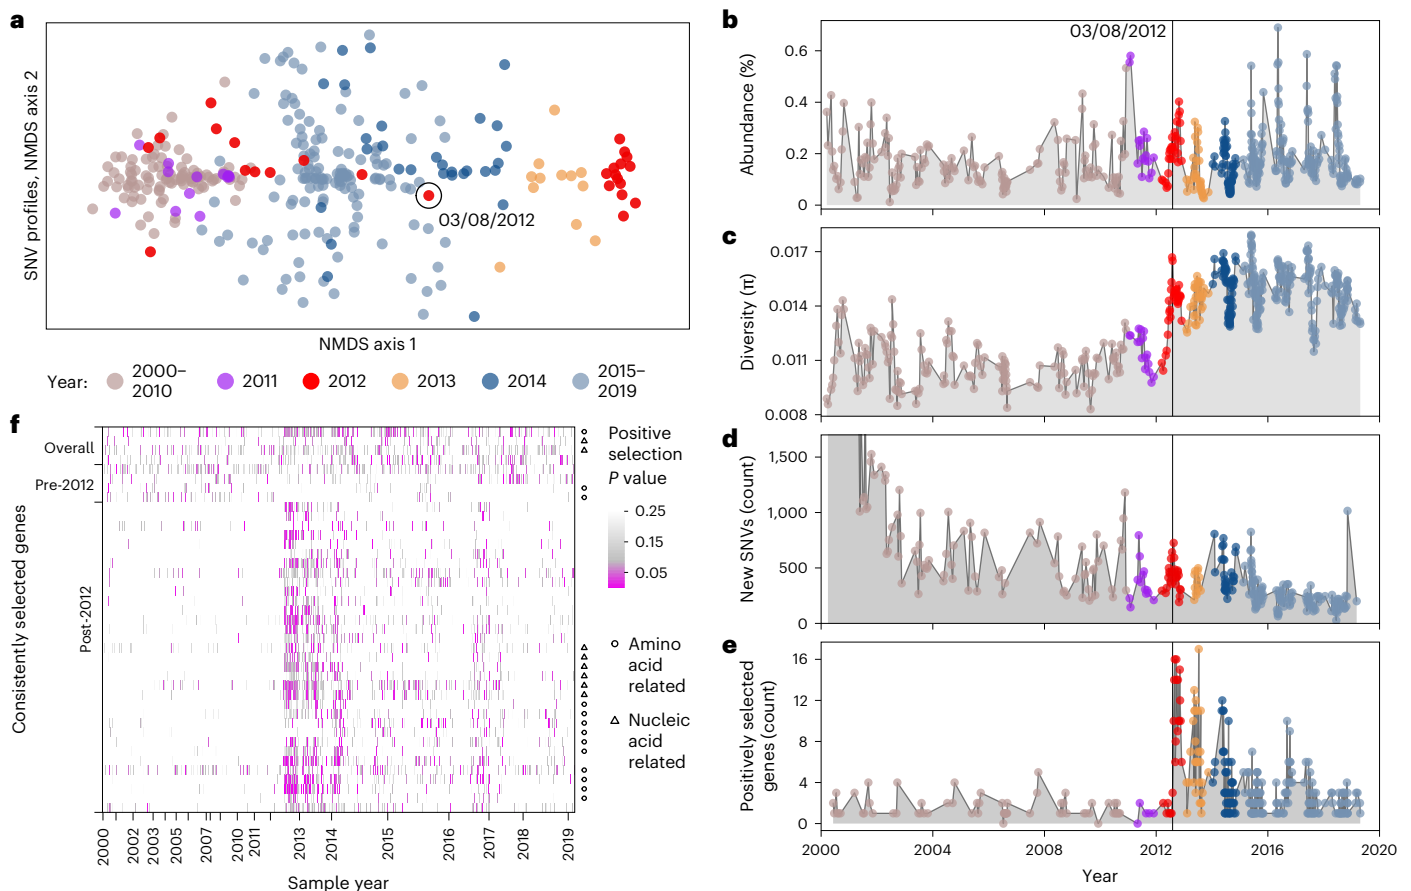 a
SNV profiles, NMDS axis 2
03/08/2012
NMDS axis 1
Year:
2000–
2010
2011
2012
2013
2014
2015–
2019
b
Abundance (%)
03/08/2012
0.6
0.4
0.2
0
c
Diversity (π)
0.017
0.014
0.011
0.008
d
New SNVs (count)
1,500
1,000
500
0
e
Positively selected
genes (count)
16
12
8
4
0
2000
2004
2008
2012
2016
2020
Year
f
Consistently selected genes
Overall
Pre-2012
Post-2012
2000
2002
2003
2005
2007
2010
2011
2013
2014
2015
2016
2017
2018
2019
Sample year
Positive
selection
P value
0.25
0.15
0.05
Amino
acid
related
Nucleic
acid
related